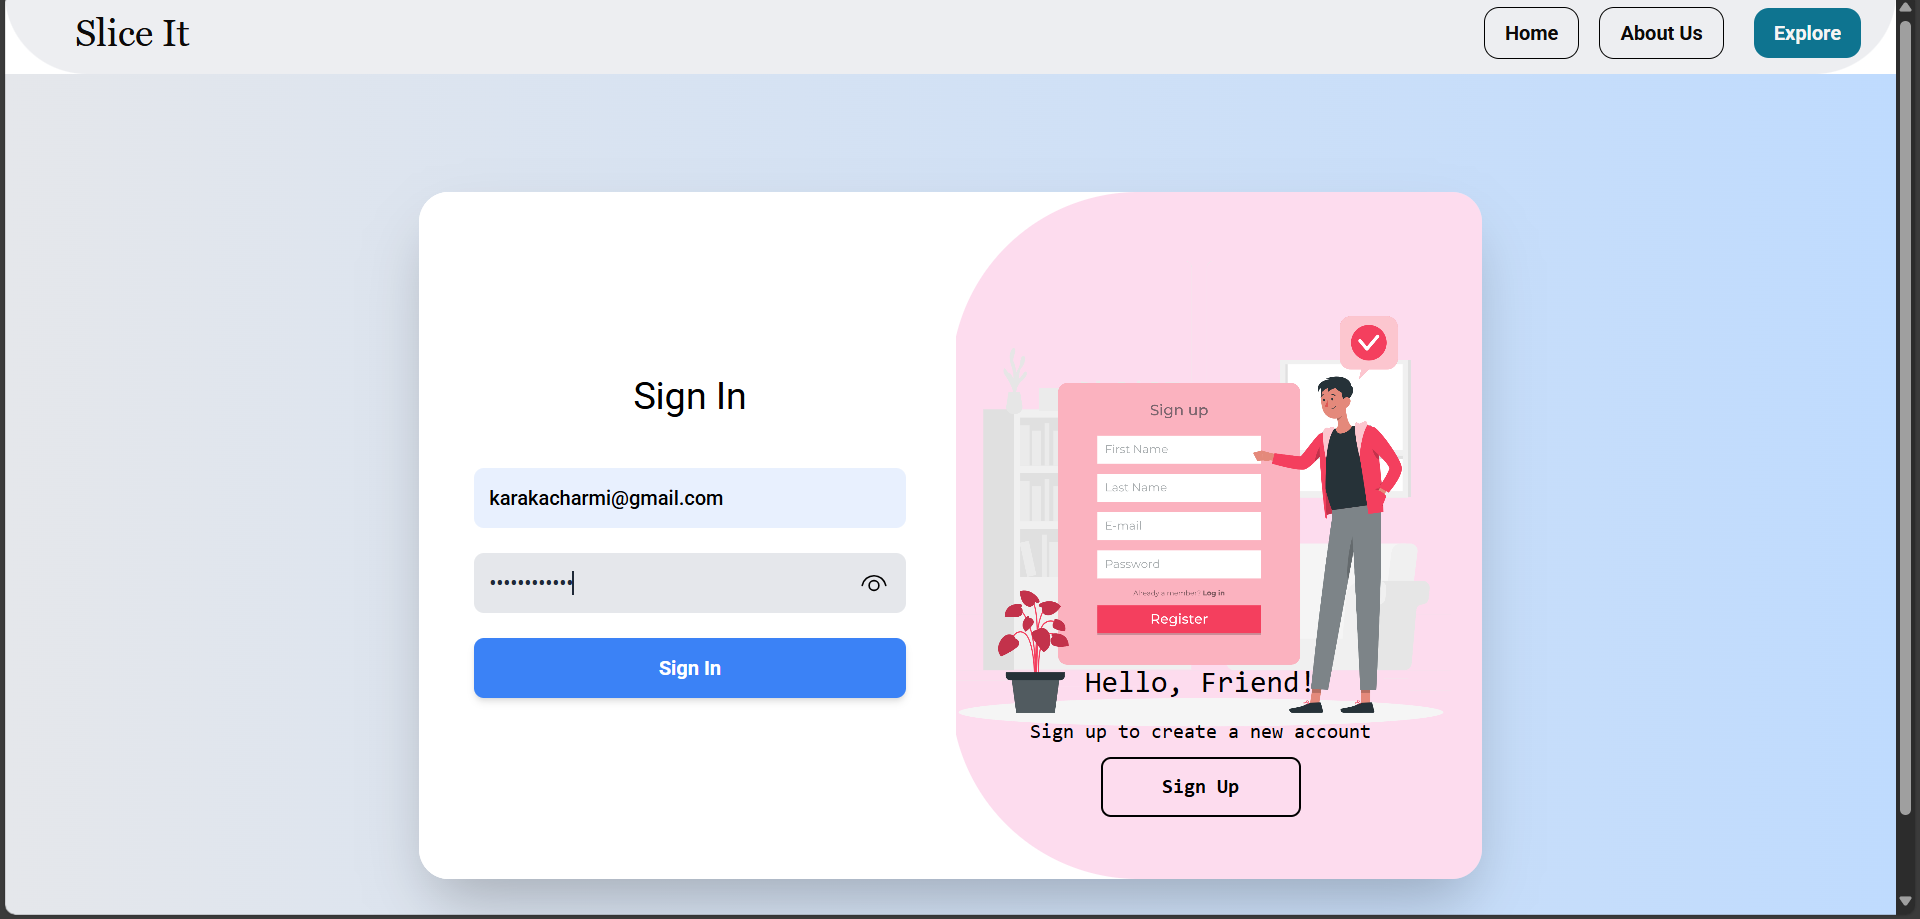 Slice It
Home
About Us
Explore
Sign In
karakacharmi@gmail.com
••••••••••••
Sign In
Sign up
First Name
Last Name
E-mail
Password
Already a member? Log in
Register
Hello, Friend!
Sign up to create a new account
Sign Up